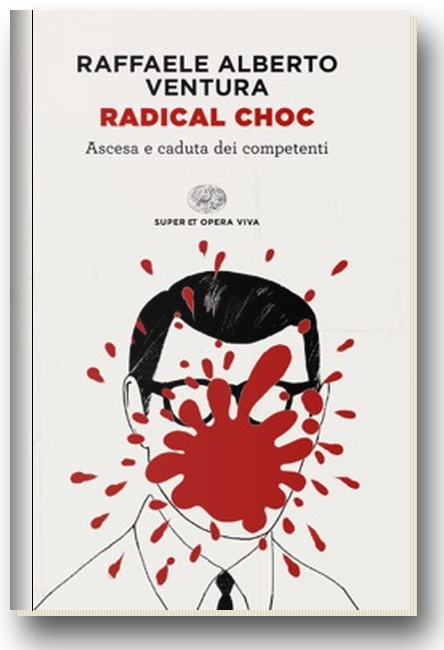 RAFFAELE ALBERTO
VENTURA
RADICAL CHOC
Ascesa e caduta dei competenti
SUPER ET OPERA VIVA